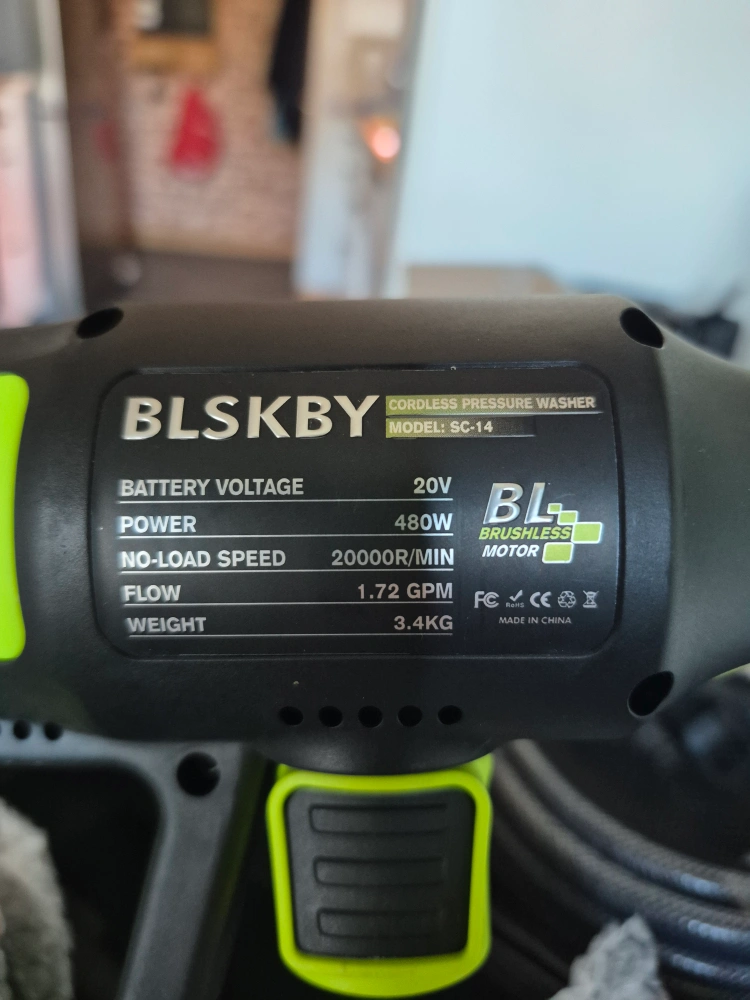 BLSKBY
CORDLESS PRESSURE WASHER
MODEL: SC-14
BATTERY VOLTAGE 20V
POWER 480W
NO-LOAD SPEED 20000R/MIN
FLOW 1.72 GPM
WEIGHT 3.4KG
BL
BRUSHLESS
MOTOR
FC RoHS CE
MADE IN CHINA